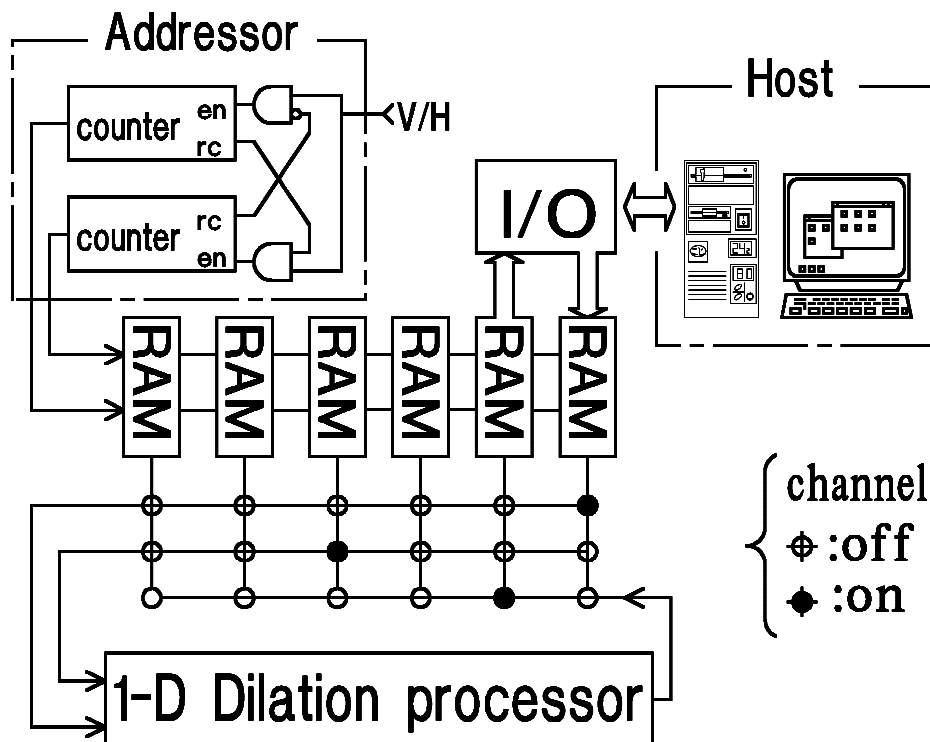 Addressor
Host
counter
en
rc
V/H
counter
rc
en
I/O
RAM
RAM
RAM
RAM
RAM
RAM
channel
:off
:on
1-D Dilation processor